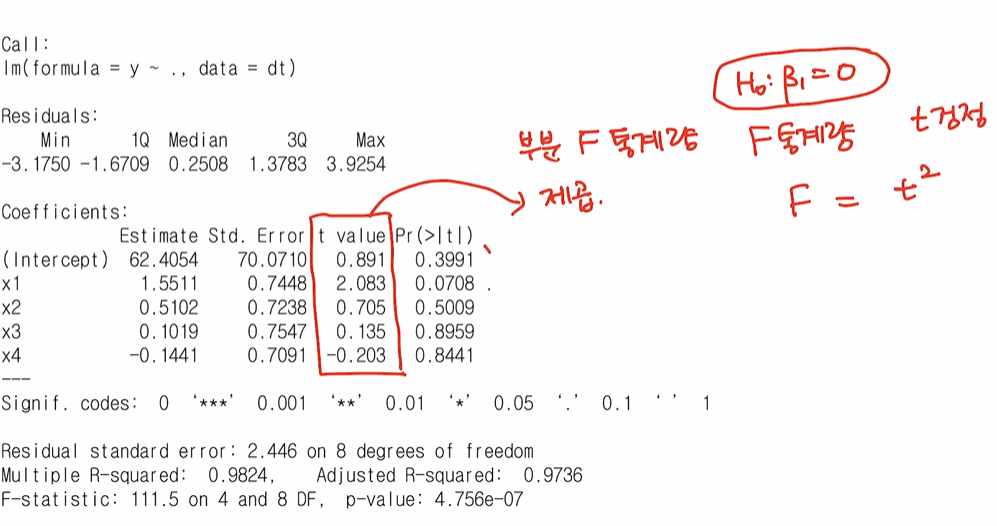 Call:
lm(formula = y ~ ., data = dt)
H₀: β₁ = 0
Residuals:
Min 1Q Median 3Q Max
-3.1750 -1.6709 0.2508 1.3783 3.9254
부분 F 통계량 F통계량 t검정
제곱.
F = t²
Coefficients:
Estimate Std. Error t value Pr(>|t|)
(Intercept) 62.4054 70.0710 0.891 0.3991
x1 1.5511 0.7448 2.083 0.0708 .
x2 0.5102 0.7238 0.705 0.5009
x3 0.1019 0.7547 0.135 0.8959
x4 -0.1441 0.7091 -0.203 0.8441
---
Signif. codes: 0 ‘***’ 0.001 ‘**’ 0.01 ‘*’ 0.05 ‘.’ 0.1 ‘ ’ 1
Residual standard error: 2.446 on 8 degrees of freedom
Multiple R-squared: 0.9824, Adjusted R-squared: 0.9736
F-statistic: 111.5 on 4 and 8 DF, p-value: 4.756e-07